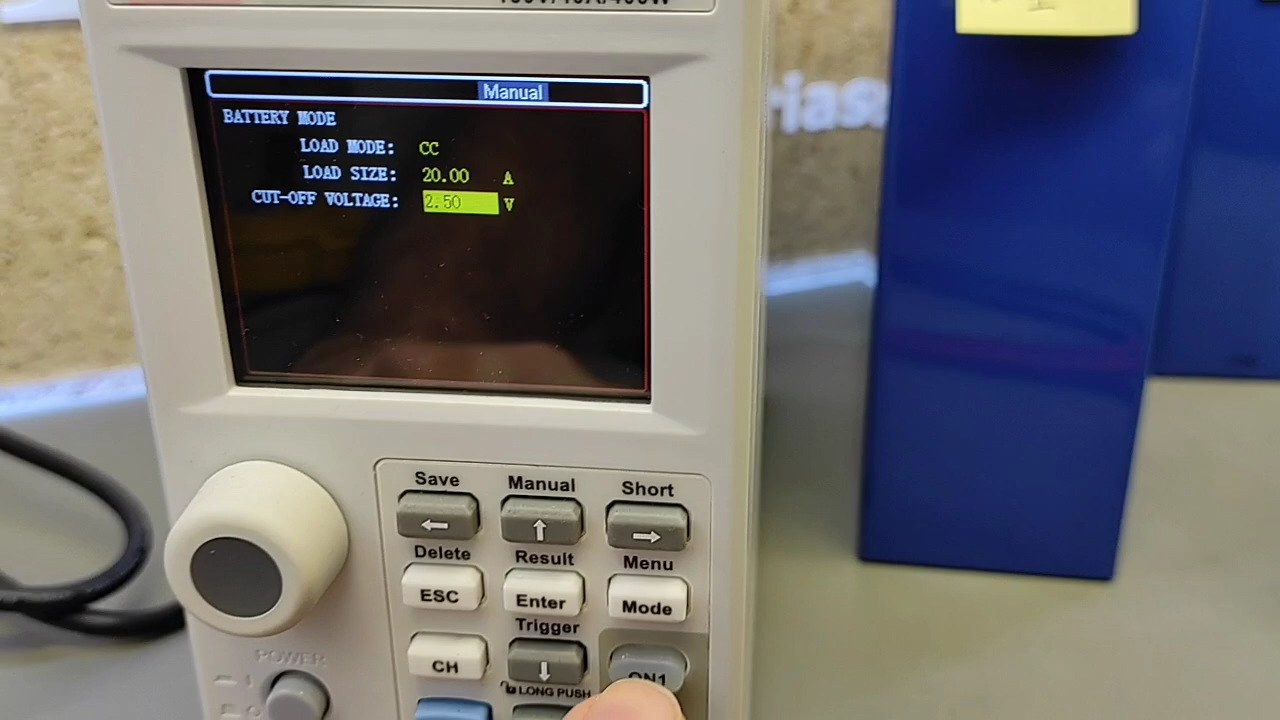 Manual
BATTERY MODE
LOAD MODE: CC
LOAD SIZE: 20.00 A
CUT-OFF VOLTAGE: 2.50 V
Save
Manual
Short
Delete
Result
Menu
ESC
Enter
Mode
Trigger
CH
ON1
LONG PUSH
POWER